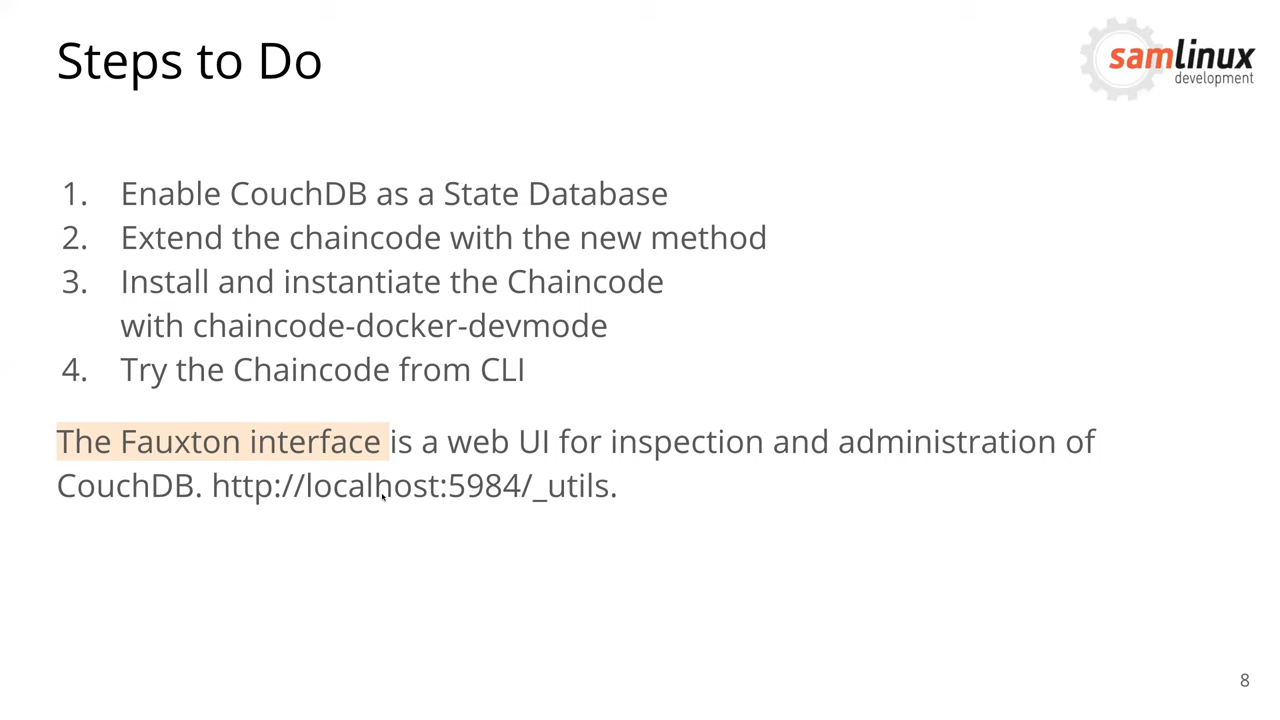 Steps to Do
samlinux
development
1. Enable CouchDB as a State Database
2. Extend the chaincode with the new method
3. Install and instantiate the Chaincode
with chaincode-docker-devmode
4. Try the Chaincode from CLI
The Fauxton interface is a web UI for inspection and administration of
CouchDB. http://localhost:5984/_utils.
8